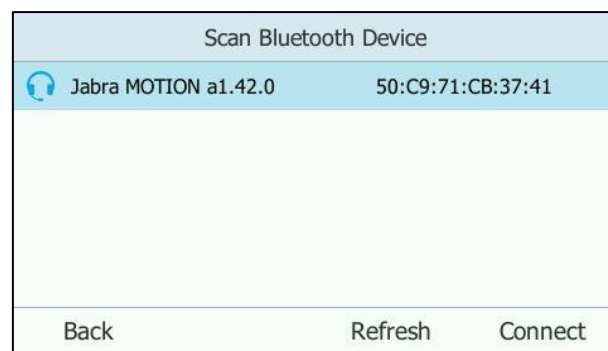 Scan Bluetooth Device
Jabra MOTION a1.42.0 50:C9:71:CB:37:41
Back Refresh Connect